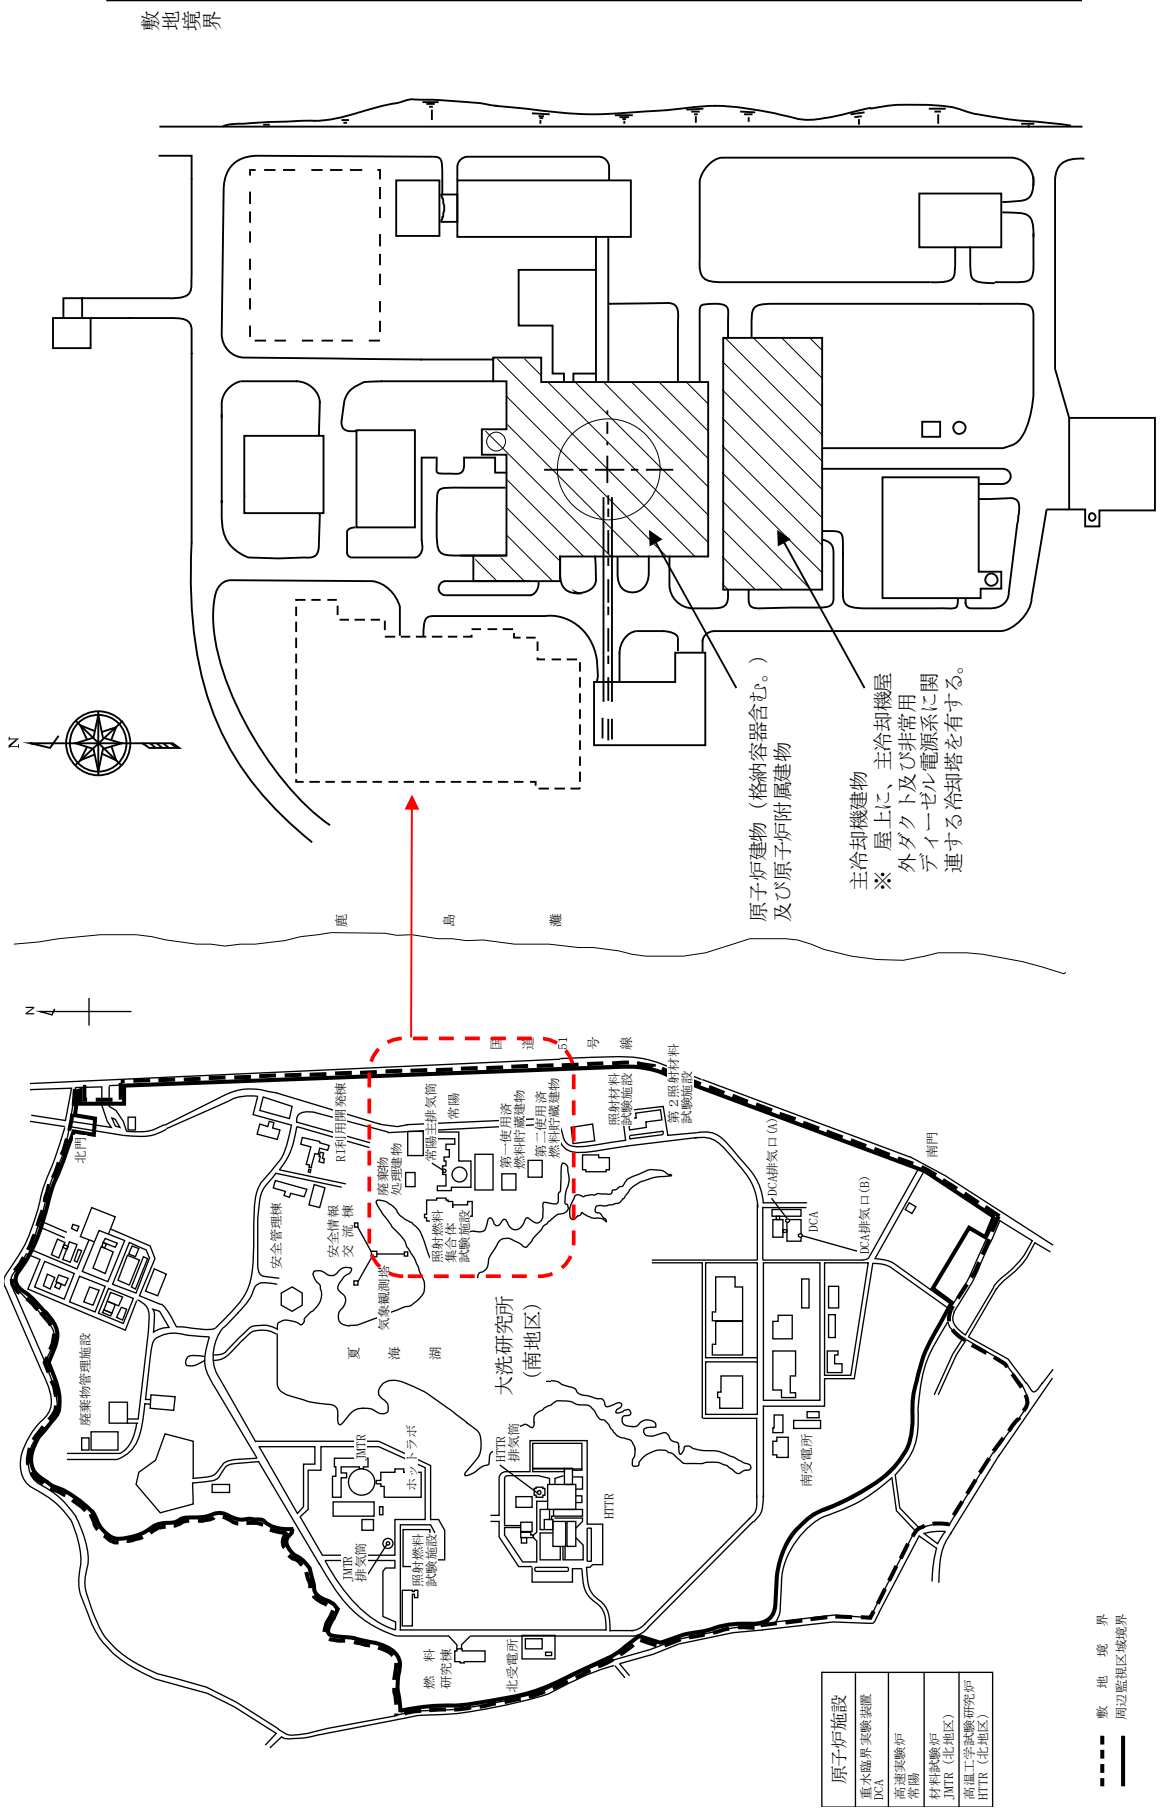 敷地境界
N
原子炉建物（格納容器含む。）
及び原子炉附属建物
主冷却機建物
※　屋上に、主冷却機屋
外ダクト及び非常用
ディーゼル電源系に関
連する冷却塔を有する。
鹿島灘
N
国道51号線
北門
RI利用開発棟
常陽主排気筒
常陽
廃棄物
処理建物
第一使用済
燃料貯蔵建物
第二使用済
燃料貯蔵建物
照射材料
試験施設
第2照射材料
試験施設
安全管理棟
安全情報
交流棟
気象観測塔
照射燃料
集合体
試験施設
DCA排気口(A)
DCA
DCA排気口(B)
南門
廃棄物管理施設
夏海湖
大洗研究所
(南地区)
JMTR
ホットラボ
HTTR
排気筒
HTTR
南受電所
JMTR
排気筒
照射燃料
試験施設
燃料
研究棟
北受電所
原子炉施設
重水臨界実験装置
DCA
高速実験炉
常陽
材料試験炉
JMTR（北地区）
高温工学試験研究炉
HTTR（北地区）
敷地境界
周辺監視区域境界